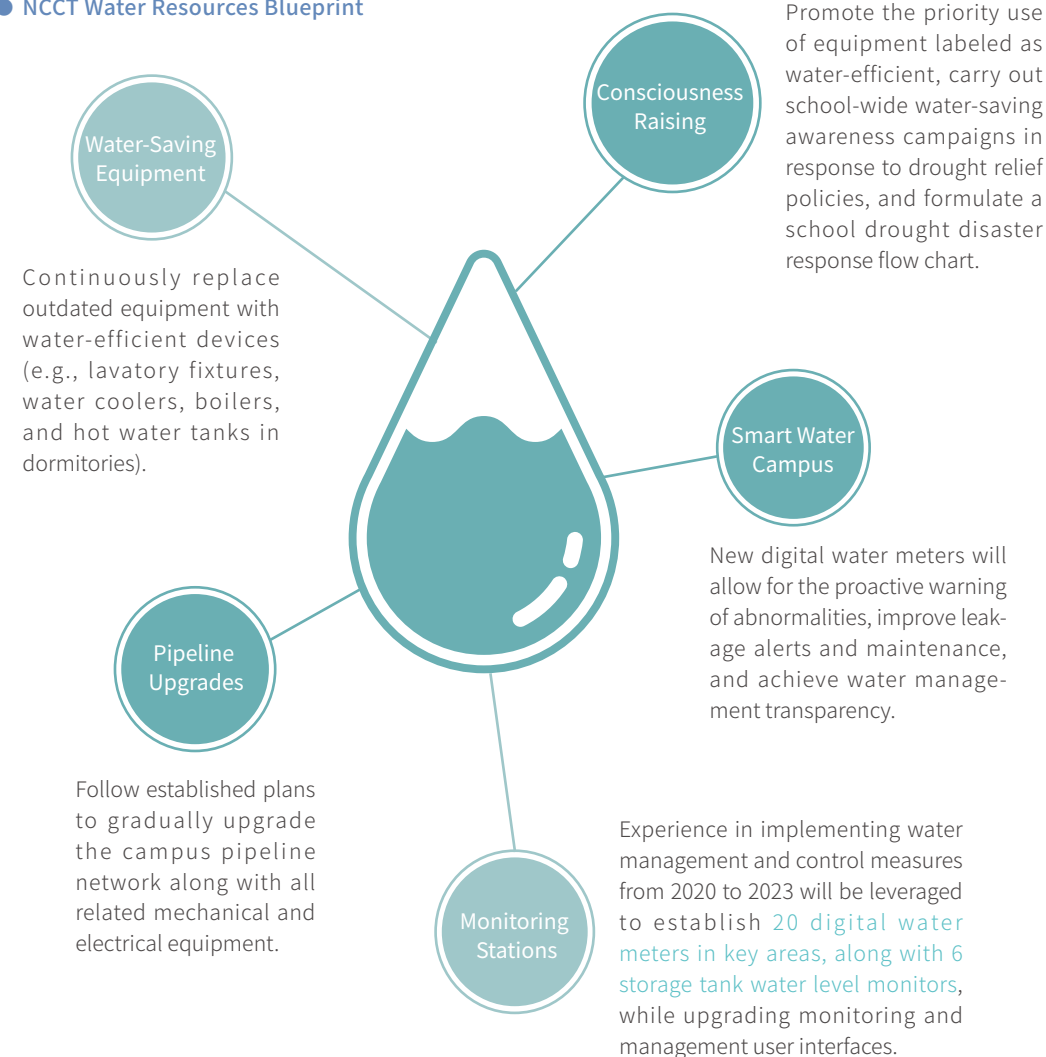 NCCT Water Resources Blueprint
Water-Saving
Equipment
Continuously replace
outdated equipment with
water-efficient devices
(e.g., lavatory fixtures,
water coolers, boilers,
and hot water tanks in
dormitories).
Consciousness
Raising
Promote the priority use
of equipment labeled as
water-efficient, carry out
school-wide water-saving
awareness campaigns in
response to drought relief
policies, and formulate a
school drought disaster
response flow chart.
Smart Water
Campus
New digital water meters will
allow for the proactive warning
of abnormalities, improve leak-
age alerts and maintenance,
and achieve water manage-
ment transparency.
Pipeline
Upgrades
Follow established plans
to gradually upgrade
the campus pipeline
network along with all
related mechanical and
electrical equipment.
Monitoring
Stations
Experience in implementing water
management and control measures
from 2020 to 2023 will be leveraged
to establish 20 digital water
meters in key areas, along with 6
storage tank water level monitors,
while upgrading monitoring and
management user interfaces.